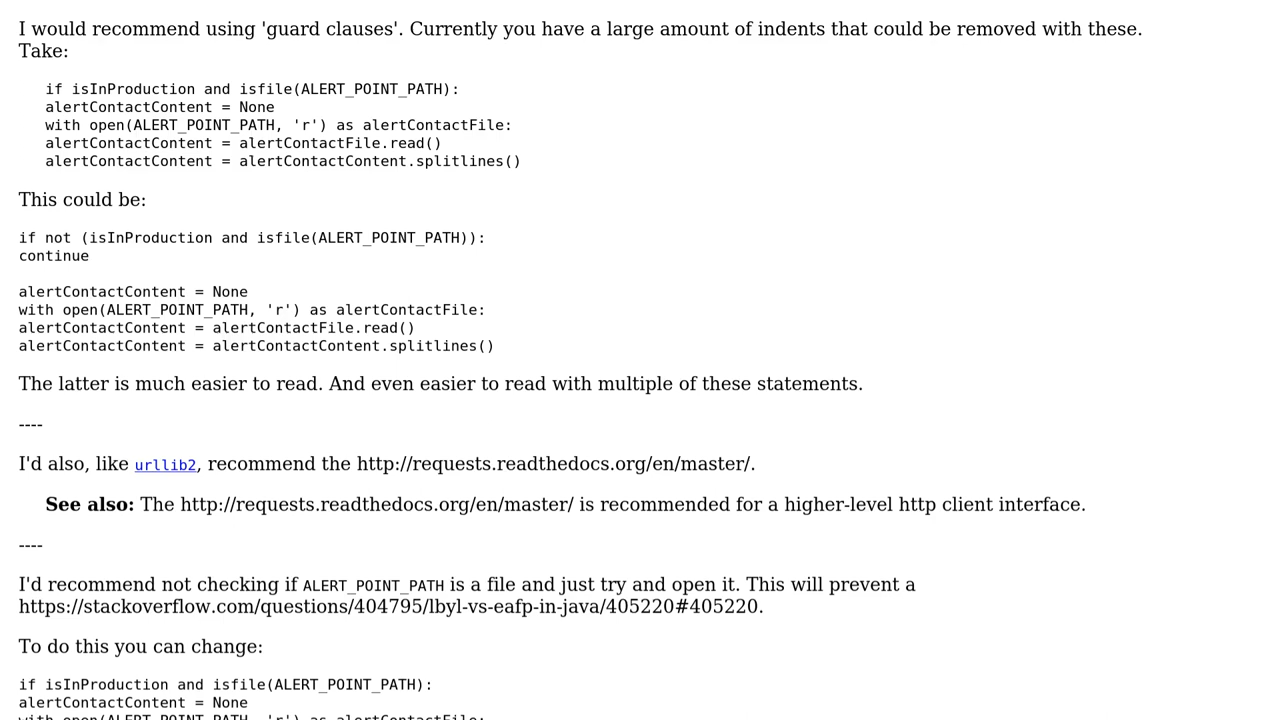 I would recommend using 'guard clauses'. Currently you have a large amount of indents that could be removed with these.
Take:
if isInProduction and isfile(ALERT_POINT_PATH):
alertContactContent = None
with open(ALERT_POINT_PATH, 'r') as alertContactFile:
alertContactContent = alertContactFile.read()
alertContactContent = alertContactContent.splitlines()
This could be:
if not (isInProduction and isfile(ALERT_POINT_PATH)):
continue
alertContactContent = None
with open(ALERT_POINT_PATH, 'r') as alertContactFile:
alertContactContent = alertContactFile.read()
alertContactContent = alertContactContent.splitlines()
The latter is much easier to read. And even easier to read with multiple of these statements.
----
I'd also, like urllib2, recommend the http://requests.readthedocs.org/en/master/.
See also: The http://requests.readthedocs.org/en/master/ is recommended for a higher-level http client interface.
----
I'd recommend not checking if ALERT_POINT_PATH is a file and just try and open it. This will prevent a
https://stackoverflow.com/questions/404795/lbyl-vs-eafp-in-java/405220#405220.
To do this you can change:
if isInProduction and isfile(ALERT_POINT_PATH):
alertContactContent = None
with open(ALERT_POINT_PATH, 'r') as alertContactFile: